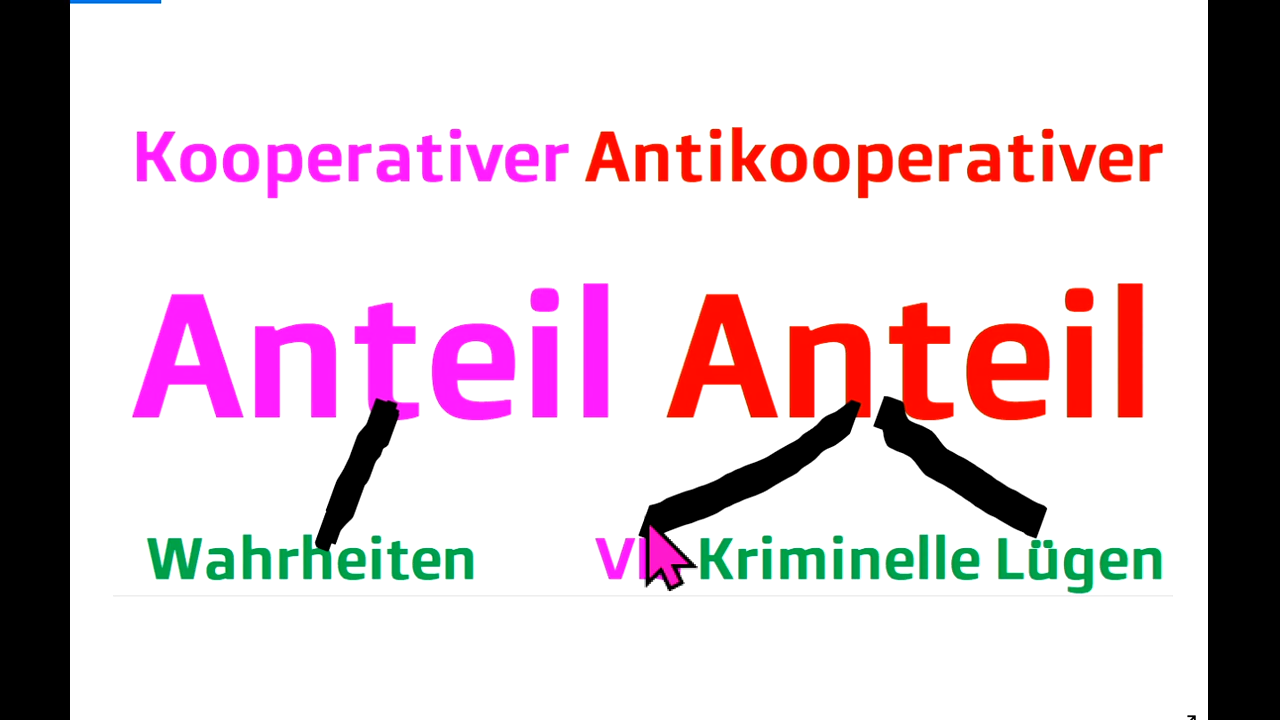 Kooperativer Antikooperativer
Anteil Anteil
Wahrheiten Kriminelle Lügen